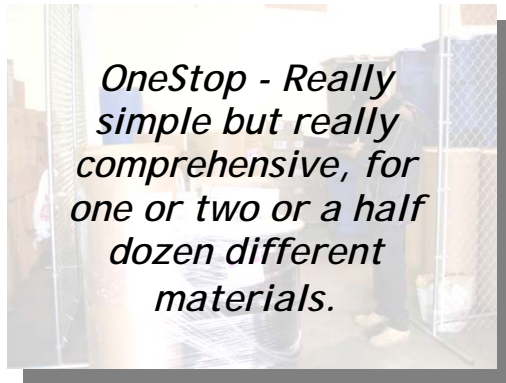 OneStop - Really
simple but really
comprehensive, for
one or two or a half
dozen different
materials.